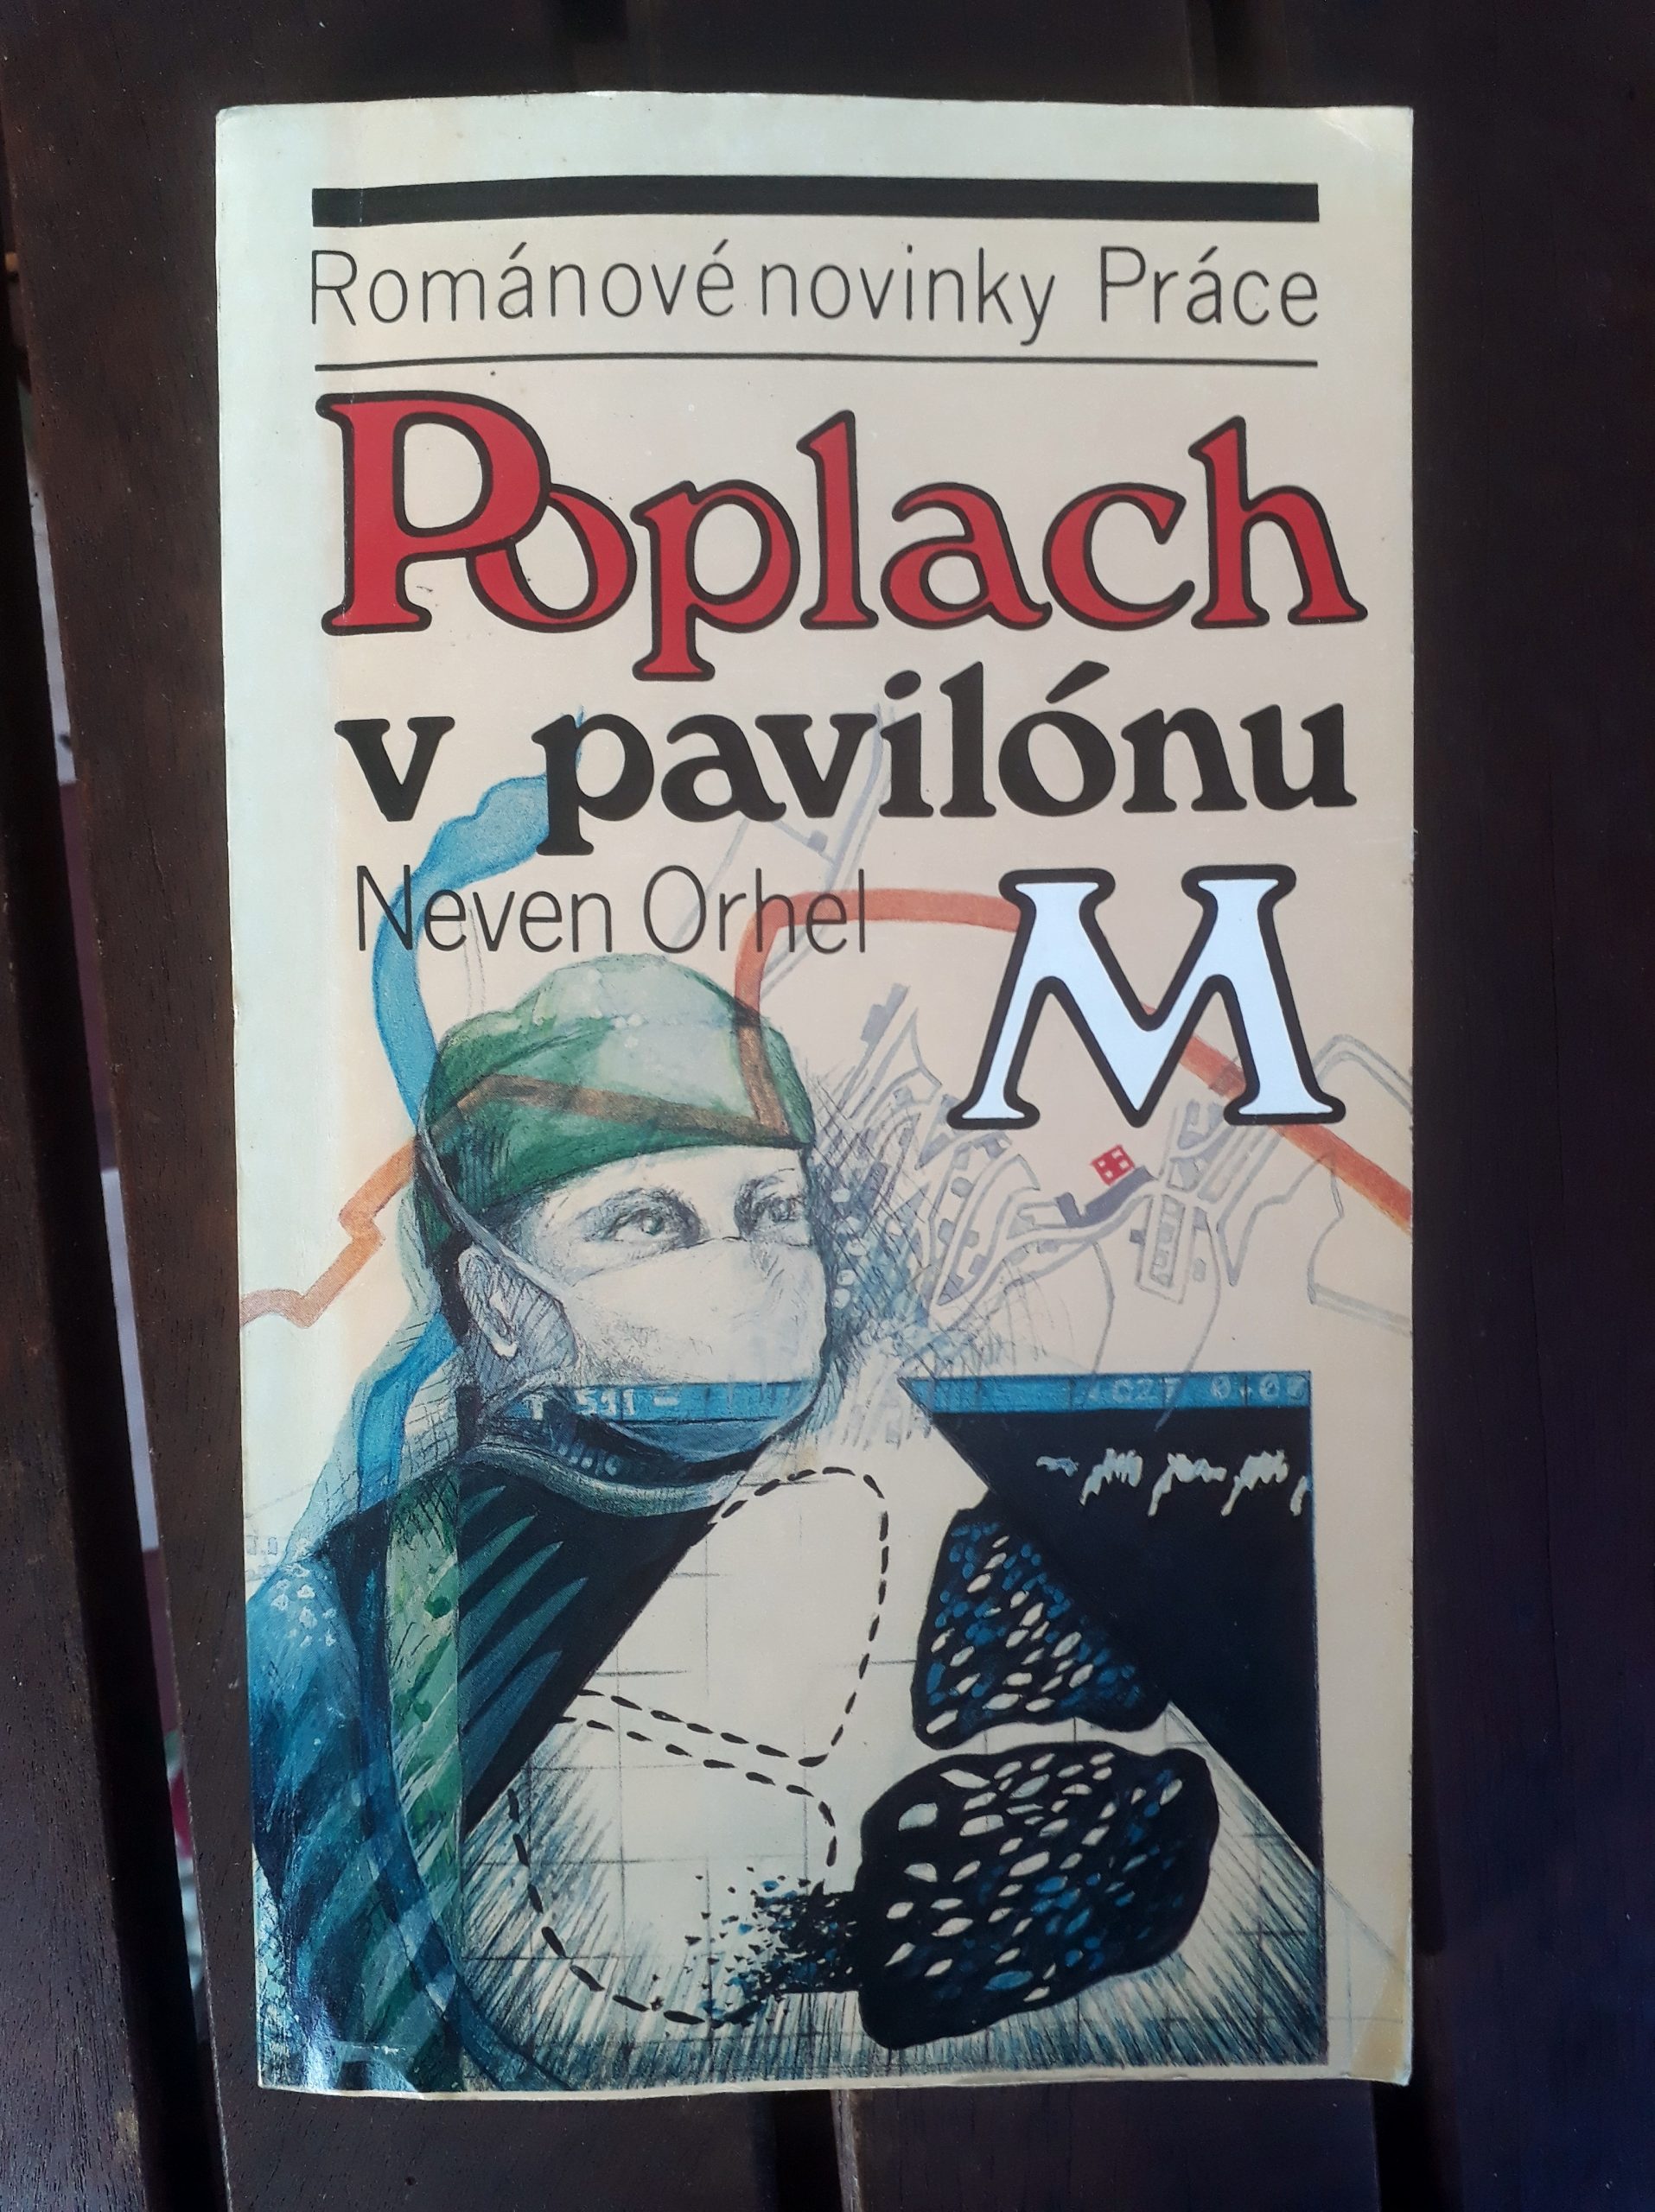 Románové novinky Práce
Poplach
v pavilónu
Neven Orhel
M